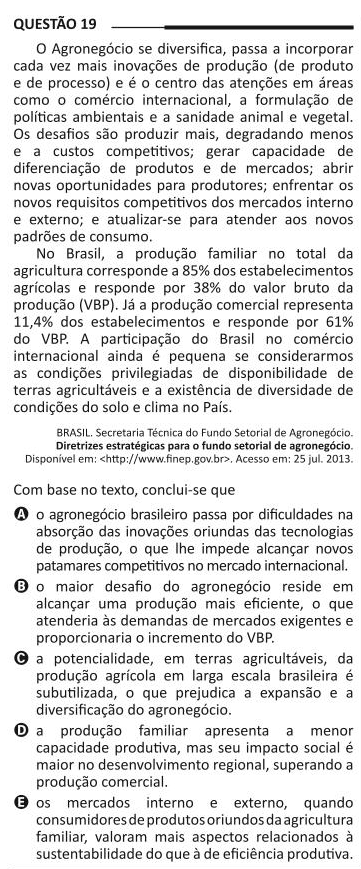 QUESTÃO 19
O Agronegócio se diversifica, passa a incorporar
cada vez mais inovações de produção (de produto
e de processo) e é o centro das atenções em áreas
como o comércio internacional, a formulação de
políticas ambientais e a sanidade animal e vegetal.
Os desafios são produzir mais, degradando menos
e a custos competitivos; gerar capacidade de
diferenciação de produtos e de mercados; abrir
novas oportunidades para produtores; enfrentar os
novos requisitos competitivos dos mercados interno
e externo; e atualizar-se para atender aos novos
padrões de consumo.
No Brasil, a produção familiar no total da
agricultura corresponde a 85% dos estabelecimentos
agrícolas e responde por 38% do valor bruto da
produção (VBP). Já a produção comercial representa
11,4% dos estabelecimentos e responde por 61%
do VBP. A participação do Brasil no comércio
internacional ainda é pequena se considerarmos
as condições privilegiadas de disponibilidade de
terras agricultáveis e a existência de diversidade de
condições do solo e clima no País.
BRASIL. Secretaria Técnica do Fundo Setorial de Agronegócio.
Diretrizes estratégicas para o fundo setorial de agronegócio.
Disponível em: <http://www.finep.gov.br>. Acesso em: 25 jul. 2013.
Com base no texto, conclui-se que
A o agronegócio brasileiro passa por dificuldades na
absorção das inovações oriundas das tecnologias
de produção, o que lhe impede alcançar novos
patamares competitivos no mercado internacional.
B o maior desafio do agronegócio reside em
alcançar uma produção mais eficiente, o que
atenderia às demandas de mercados exigentes e
proporcionaria o incremento do VBP.
C a potencialidade, em terras agricultáveis, da
produção agrícola em larga escala brasileira é
subutilizada, o que prejudica a expansão e a
diversificação do agronegócio.
D a produção familiar apresenta a menor
capacidade produtiva, mas seu impacto social é
maior no desenvolvimento regional, superando a
produção comercial.
E os mercados interno e externo, quando
consumidores de produtos oriundos da agricultura
familiar, valoram mais aspectos relacionados à
sustentabilidade do que à de eficiência produtiva.